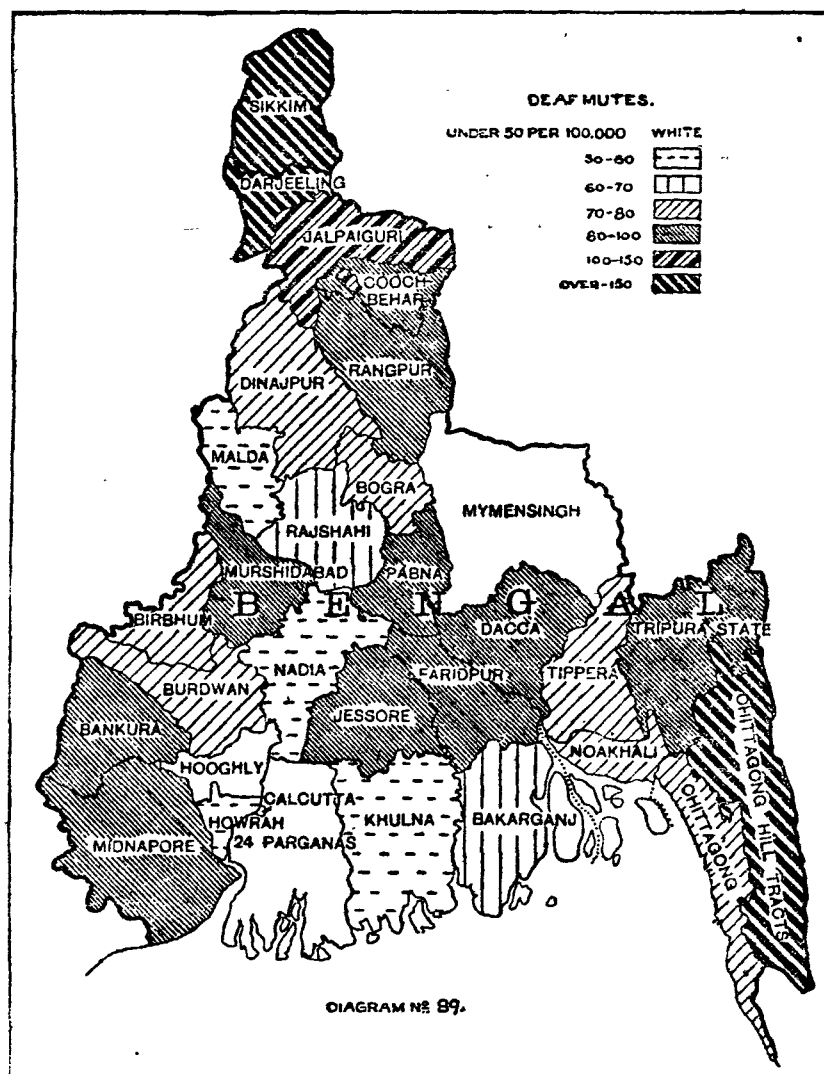 DEAF MUTES.
UNDER 50 PER 100,000 WHITE
50-60
60-70
70-80
80-100
100-150
OVER-150
SIKKIM
DARJEELING
JALPAIGURI
COOCH
BEHAR
RANGPUR
DINAJPUR
MALDA
BOGRA
MYMENSINGH
RAJSHAHI
MURSHIDABAD
PABNA
BENGAL
BIRBHUM
DACCA
TRIPURA STATE
NADIA
FARIDPUR
TIPPERA
BURDWAN
JESSORE
BANKURA
NOAKHALI
HOOGHLY
CHITTAGONG HILL TRACTS
CALCUTTA
CHITTAGONG
HOWRAH
KHULNA
BAKARGANJ
24 PARGANAS
MIDNAPORE
DIAGRAM Nº 89.